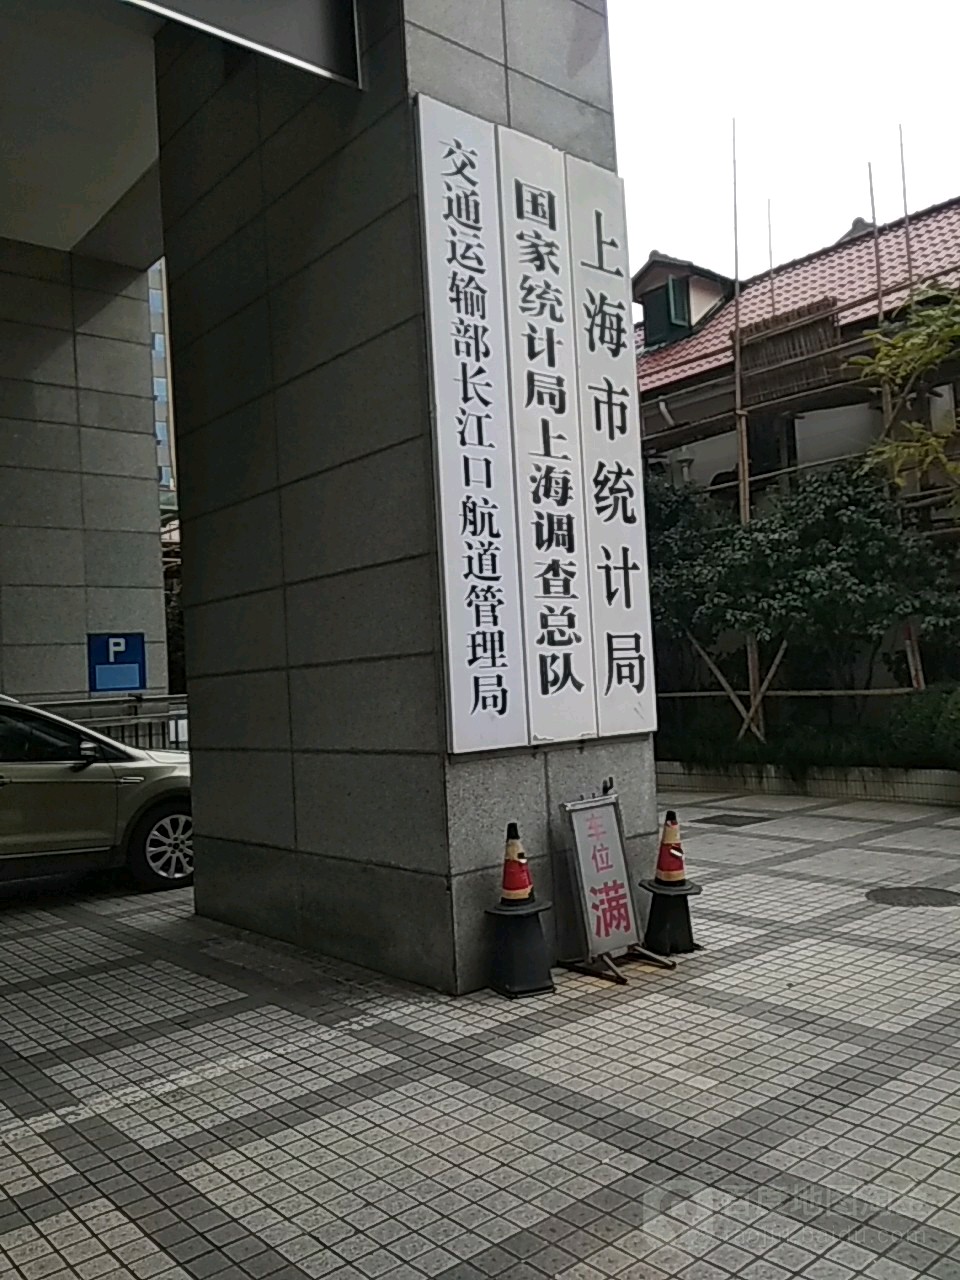 上海市统计局
国家统计局上海调查总队
交通运输部长江口航道管理局
P
车位
满